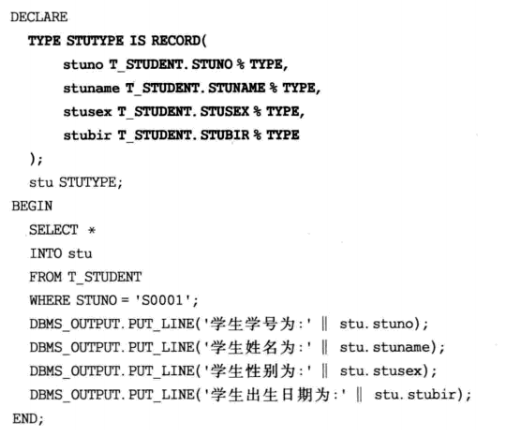 DECLARE
TYPE STUTYPE IS RECORD(
stuno T_STUDENT.STUNO % TYPE,
stuname T_STUDENT.STUNAME % TYPE,
stusex T_STUDENT.STUSEX % TYPE,
stubir T_STUDENT.STUBIR % TYPE
);
stu STUTYPE;
BEGIN
SELECT *
INTO stu
FROM T_STUDENT
WHERE STUNO = 'S0001';
DBMS_OUTPUT.PUT_LINE('学生学号为:' || stu.stuno);
DBMS_OUTPUT.PUT_LINE('学生姓名为:' || stu.stuname);
DBMS_OUTPUT.PUT_LINE('学生性别为:' || stu.stusex);
DBMS_OUTPUT.PUT_LINE('学生出生日期为:' || stu.stubir);
END;